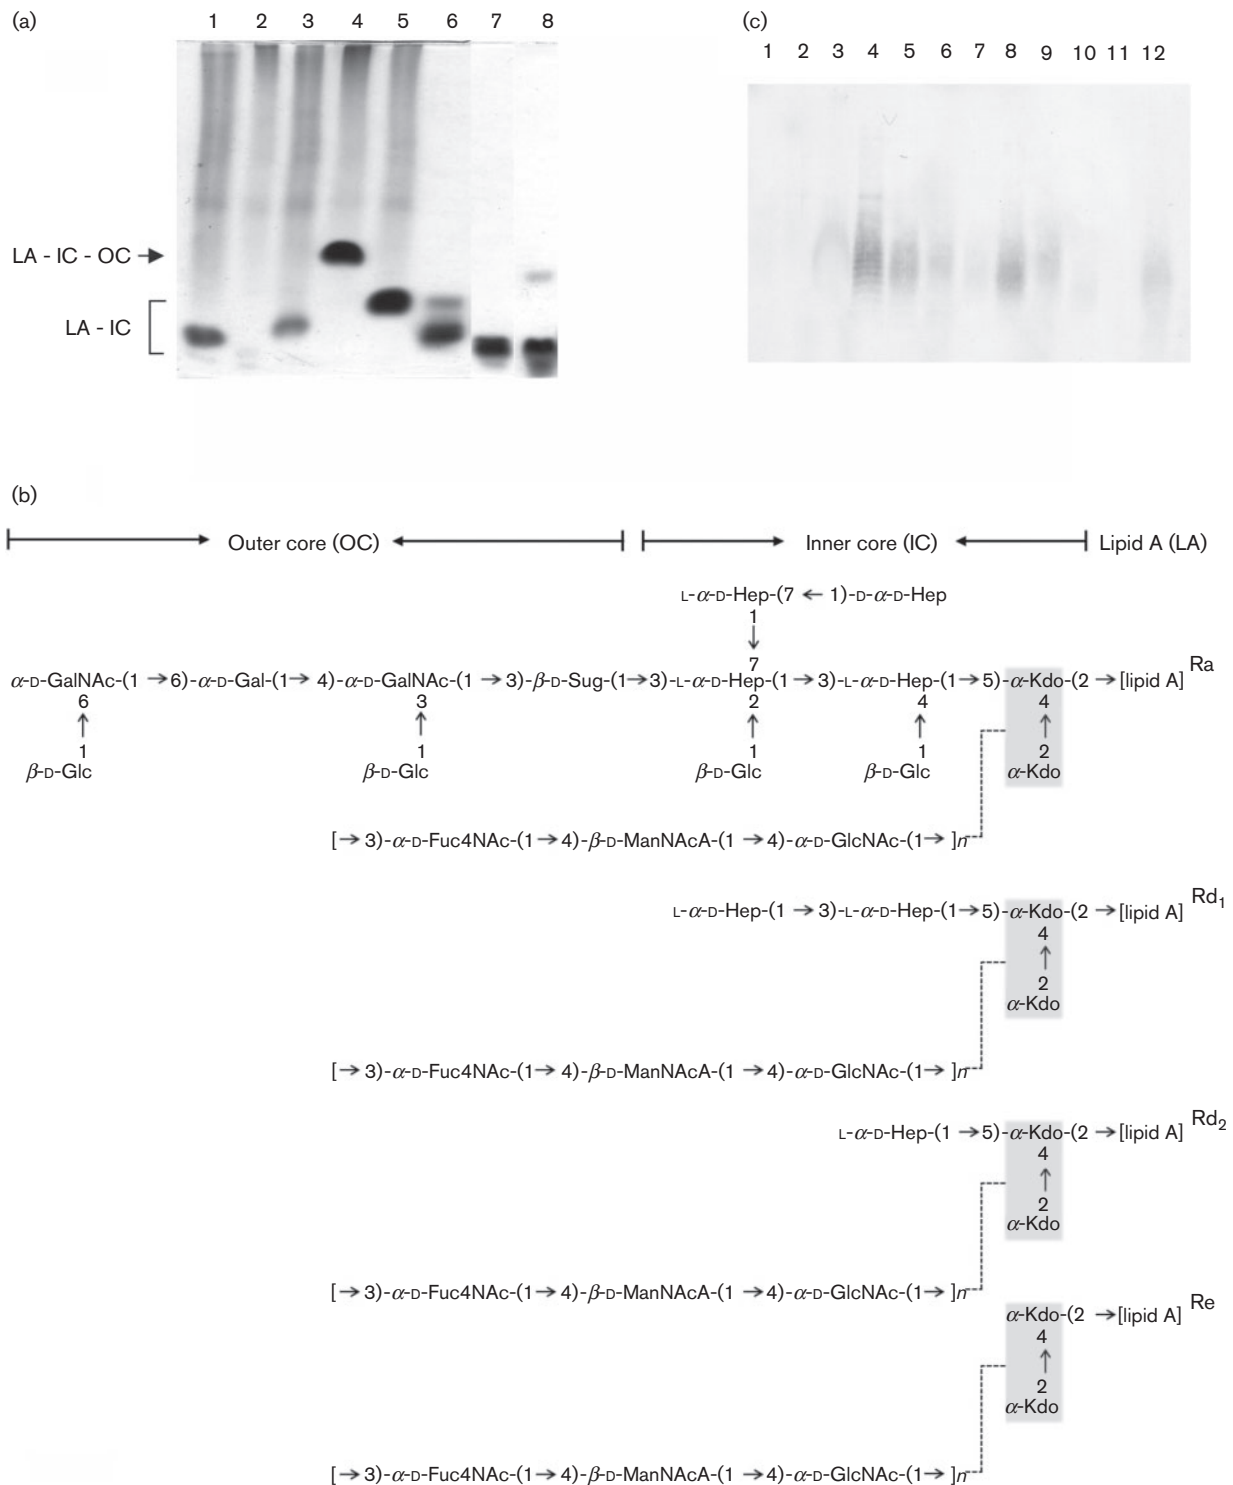 (a)
1 2 3 4 5 6 7 8
LA - IC - OC →
LA - IC
(c)
1 2 3 4 5 6 7 8 9 10 11 12
(b)
Outer core (OC) Inner core (IC) Lipid A (LA)
L-α-D-Hep-(7 ← 1)-D-α-D-Hep
1
↓
7
α-D-GalNAc-(1 → 6)-α-D-Gal-(1 → 4)-α-D-GalNAc-(1 → 3)-β-D-Sug-(1 → 3)-L-α-D-Hep-(1 → 3)-L-α-D-Hep-(1 → 5)-α-Kdo-(2 → [lipid A] Ra
6 3 2 4 4
↑ ↑ ↑ ↑ ↑
1 1 1 1 2
β-D-Glc β-D-Glc β-D-Glc β-D-Glc α-Kdo
[→ 3)-α-D-Fuc4NAc-(1 → 4)-β-D-ManNAcA-(1 → 4)-α-D-GlcNAc-(1 → ]n
L-α-D-Hep-(1 → 3)-L-α-D-Hep-(1 → 5)-α-Kdo-(2 → [lipid A] Rd1
4
↑
2
α-Kdo
[→ 3)-α-D-Fuc4NAc-(1 → 4)-β-D-ManNAcA-(1 → 4)-α-D-GlcNAc-(1 → ]n
L-α-D-Hep-(1 → 5)-α-Kdo-(2 → [lipid A] Rd2
4
↑
2
α-Kdo
[→ 3)-α-D-Fuc4NAc-(1 → 4)-β-D-ManNAcA-(1 → 4)-α-D-GlcNAc-(1 → ]n
α-Kdo-(2 → [lipid A] Re
4
↑
2
α-Kdo
[→ 3)-α-D-Fuc4NAc-(1 → 4)-β-D-ManNAcA-(1 → 4)-α-D-GlcNAc-(1 → ]n